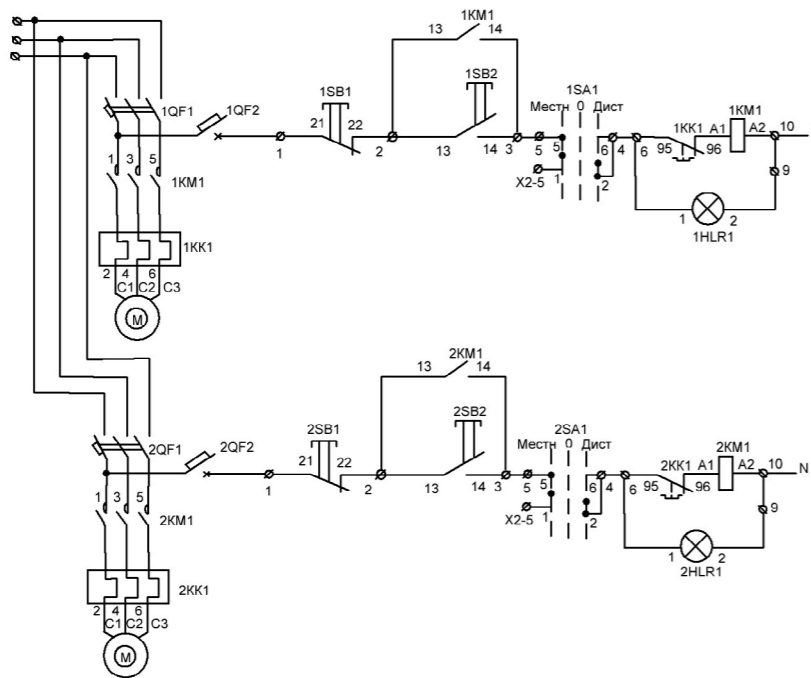 1KM1
13 14
1SB2
1SA1
1QF1 1QF2 1SB1 Местн 0 Дист 1KM1
21 22 1KK1 A1 A2 10
1 2 13 14 3 5 5 6 4 6 95 96
1 3 5 X2-5 1 2 9
1KM1
1 2
1HLR1
1KK1
2 4 6
C1 C2 C3
M
2KM1
13 14
2SB2
2SA1
2QF1 2QF2 2SB1 Местн 0 Дист 2KM1
21 22 2KK1 A1 A2 10 N
1 2 13 14 3 5 5 6 4 6 95 96
1 3 5 X2-5 1 2 9
2KM1
1 2
2HLR1
2KK1
2 4 6
C1 C2 C3
M